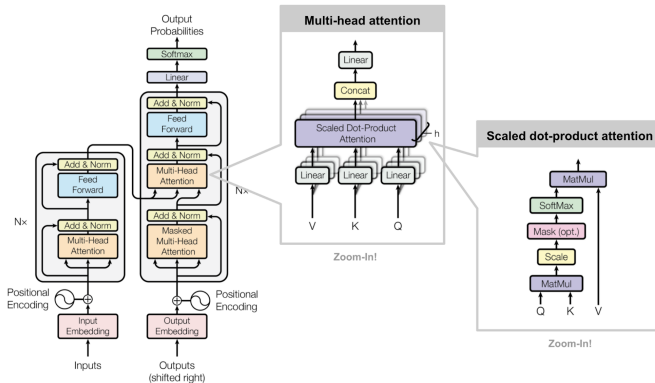 Output
Probabilities
Softmax
Linear
Add & Norm
Feed
Forward
Add & Norm
Multi-Head
Attention
Add & Norm
Masked
Multi-Head
Attention
Nx
Positional
Encoding
Output
Embedding
Outputs
(shifted right)
Add & Norm
Feed
Forward
Add & Norm
Multi-Head
Attention
Nx
Positional
Encoding
Input
Embedding
Inputs
Multi-head attention
Linear
Concat
Scaled Dot-Product
Attention
h
Linear Linear Linear
V K Q
Zoom-In!
Scaled dot-product attention
MatMul
SoftMax
Mask (opt.)
Scale
MatMul
Q K V
Zoom-In!